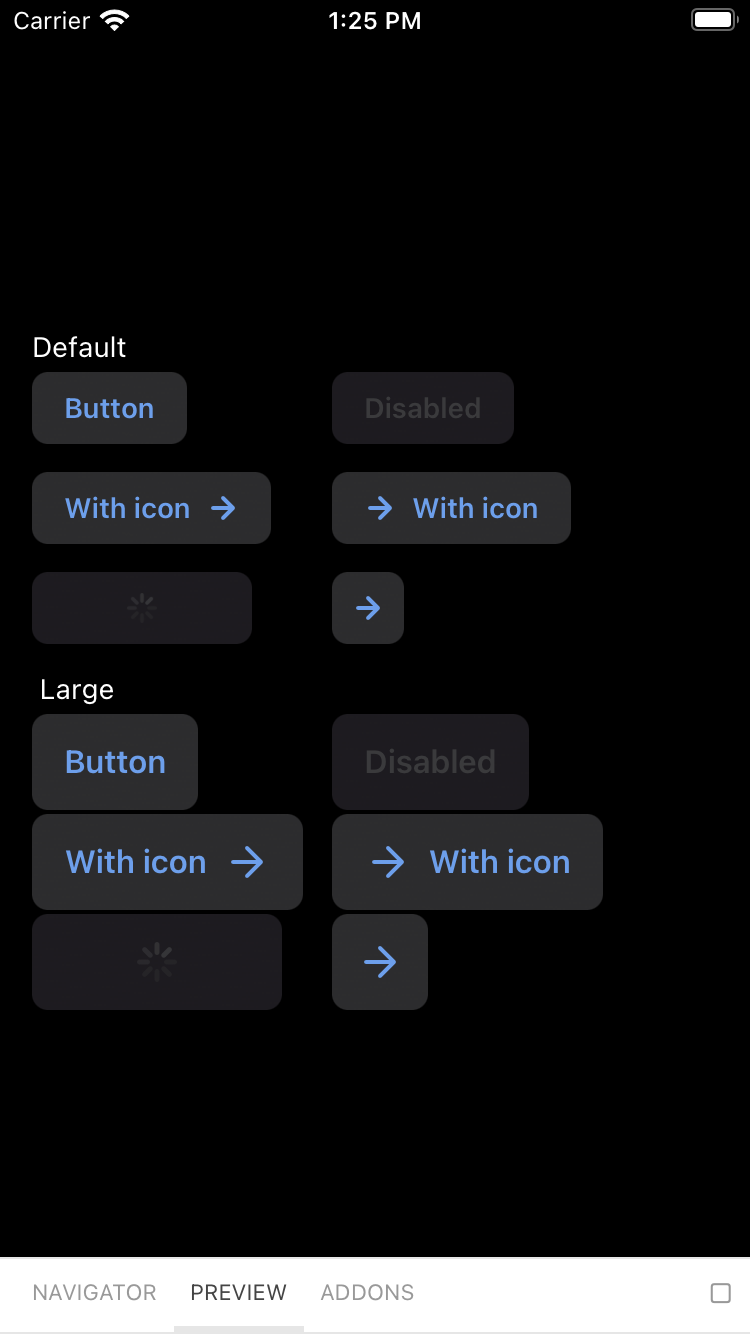 Carrier 1:25 PM
Default
Button Disabled
With icon With icon
Large
Button Disabled
With icon With icon
NAVIGATOR PREVIEW ADDONS